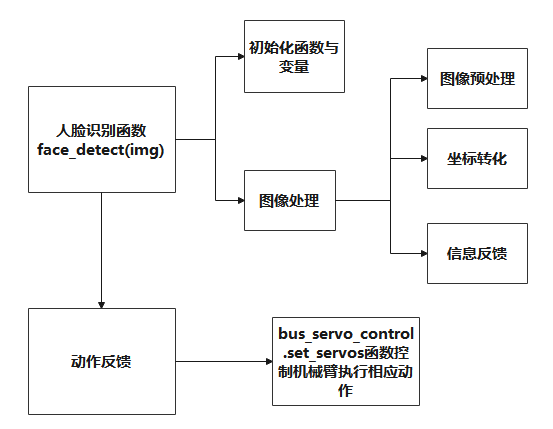 初始化函数与
变量
人脸识别函数
face_detect(img)
图像处理
图像预处理
坐标转化
信息反馈
动作反馈
bus_servo_control
.set_servos函数控
制机械臂执行相应动
作